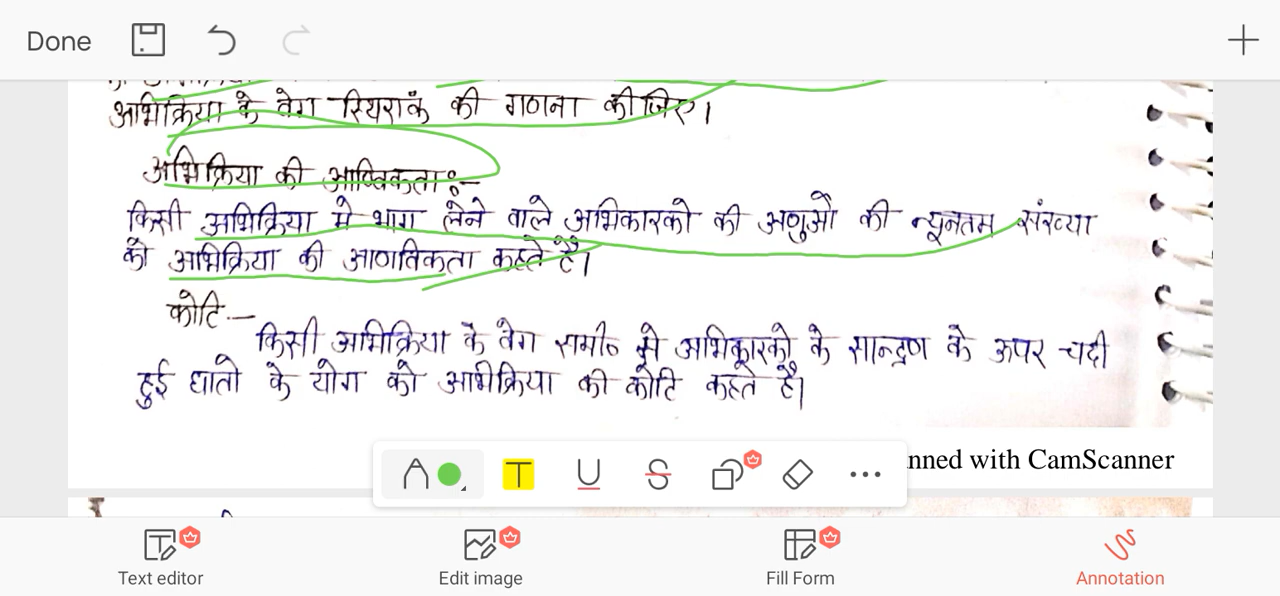 Done
अभिक्रिया के वेग स्थिरांक की गणना कीजिए।
अभिक्रिया की आण्विकता:-
किसी अभिक्रिया मे भाग लेने वाले अभिकारको की अणुओ की न्यूनतम संख्या
को अभिक्रिया की आणविकता कहते है।
कोटि:-
किसी अभिक्रिया के वेग समी० मे अभिकारको के सान्द्रण के ऊपर चढी
हुई घातो के योग को अभिक्रिया की कोटि कहते है।
nned with CamScanner
Text editor
Edit image
Fill Form
Annotation